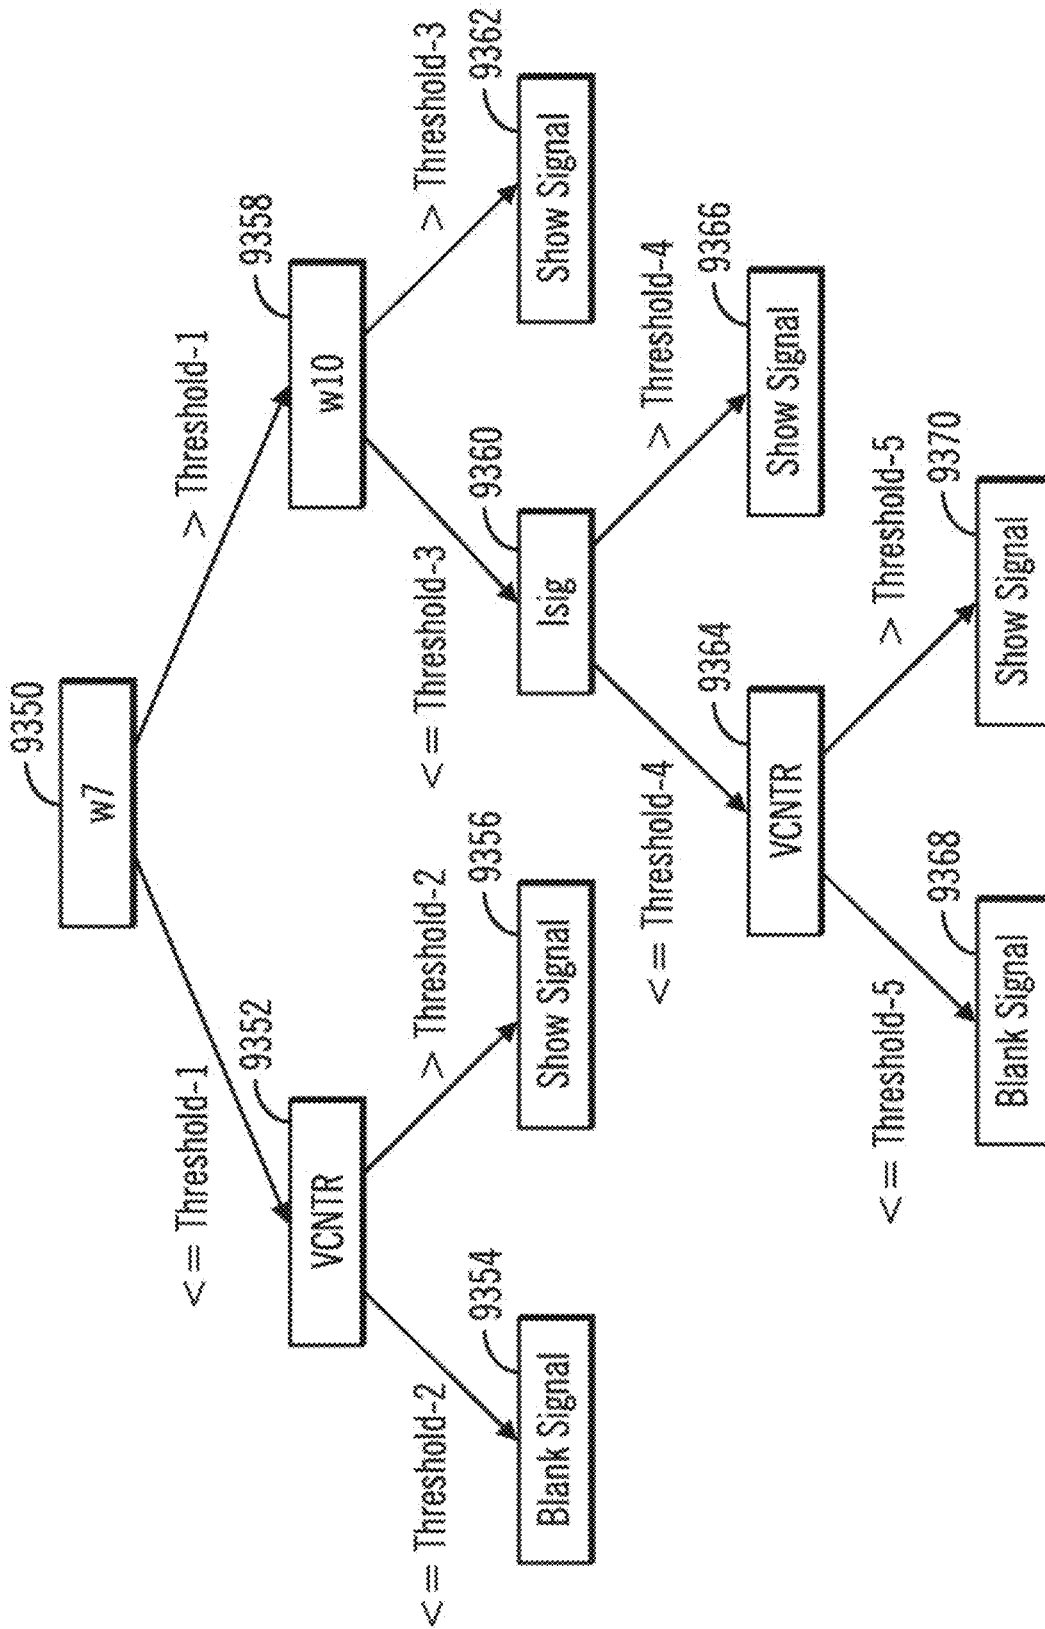 9350
w7
<= Threshold-1
> Threshold-1
9352
VCNTR
9358
w10
<= Threshold-2
> Threshold-2
<= Threshold-3
> Threshold-3
9354
Blank Signal
9356
Show Signal
9360
Isig
9362
Show Signal
<= Threshold-4
> Threshold-4
9364
VCNTR
9366
Show Signal
<= Threshold-5
> Threshold-5
9368
Blank Signal
9370
Show Signal